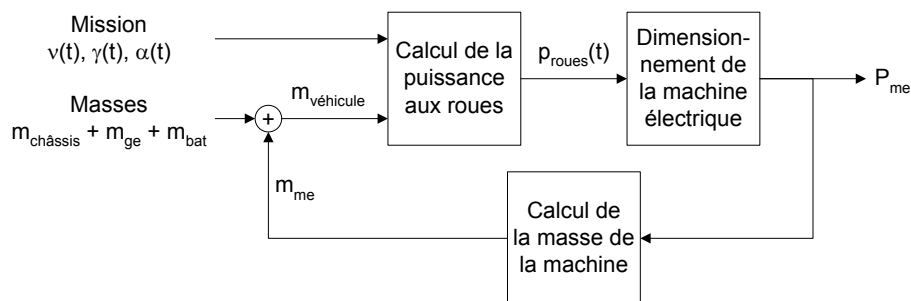 Mission
ν(t), γ(t), α(t)
Masses
m_châssis + m_ge + m_bat
+
m_véhicule
m_me
Calcul de la
puissance
aux roues
p_roues(t)
Dimension-
nement de
la machine
électrique
P_me
Calcul de
la masse de
la machine